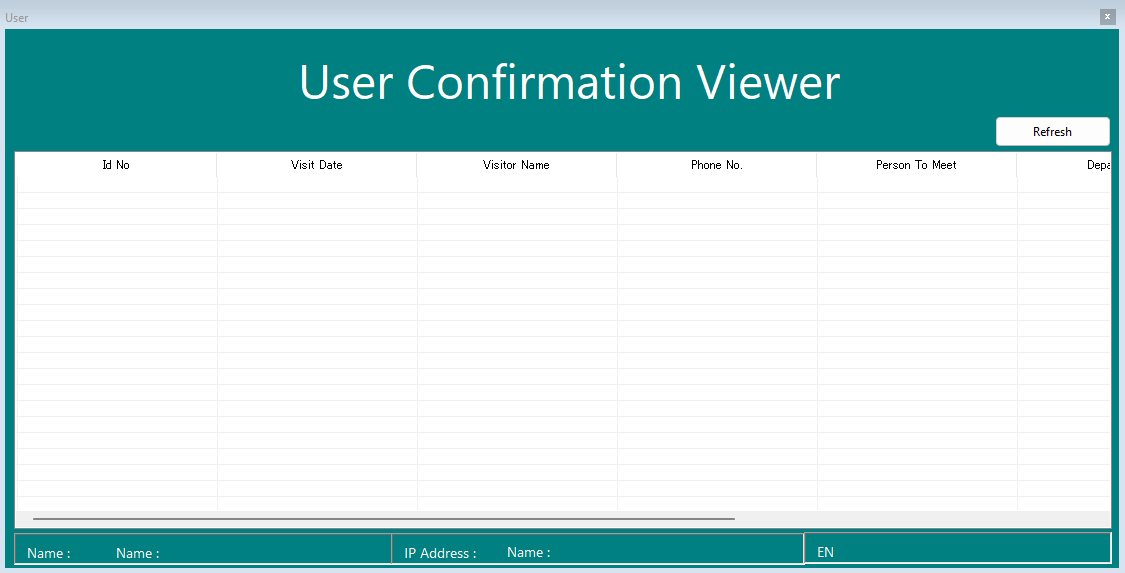 User
x
User Confirmation Viewer
Refresh
Id No Visit Date Visitor Name Phone No. Person To Meet Depa
Name : Name : IP Address : Name : EN